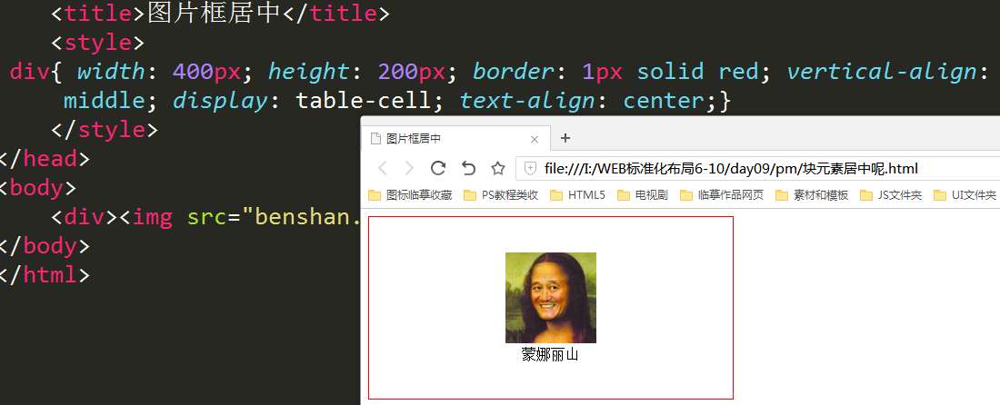 <title>图片框居中</title>
<style>
div{ width: 400px; height: 200px; border: 1px solid red; vertical-align:
middle; display: table-cell; text-align: center;}
</style>
</head>
<body>
<div><img src="benshan.
</body>
</html>
图片框居中
file:///I:/WEB标准化布局6-10/day09/pm/块元素居中呢.html
图标临摹收藏 PS教程类收 HTML5 电视剧 临摹作品网页 素材和模板 JS文件夹 UI文件夹
蒙娜丽山